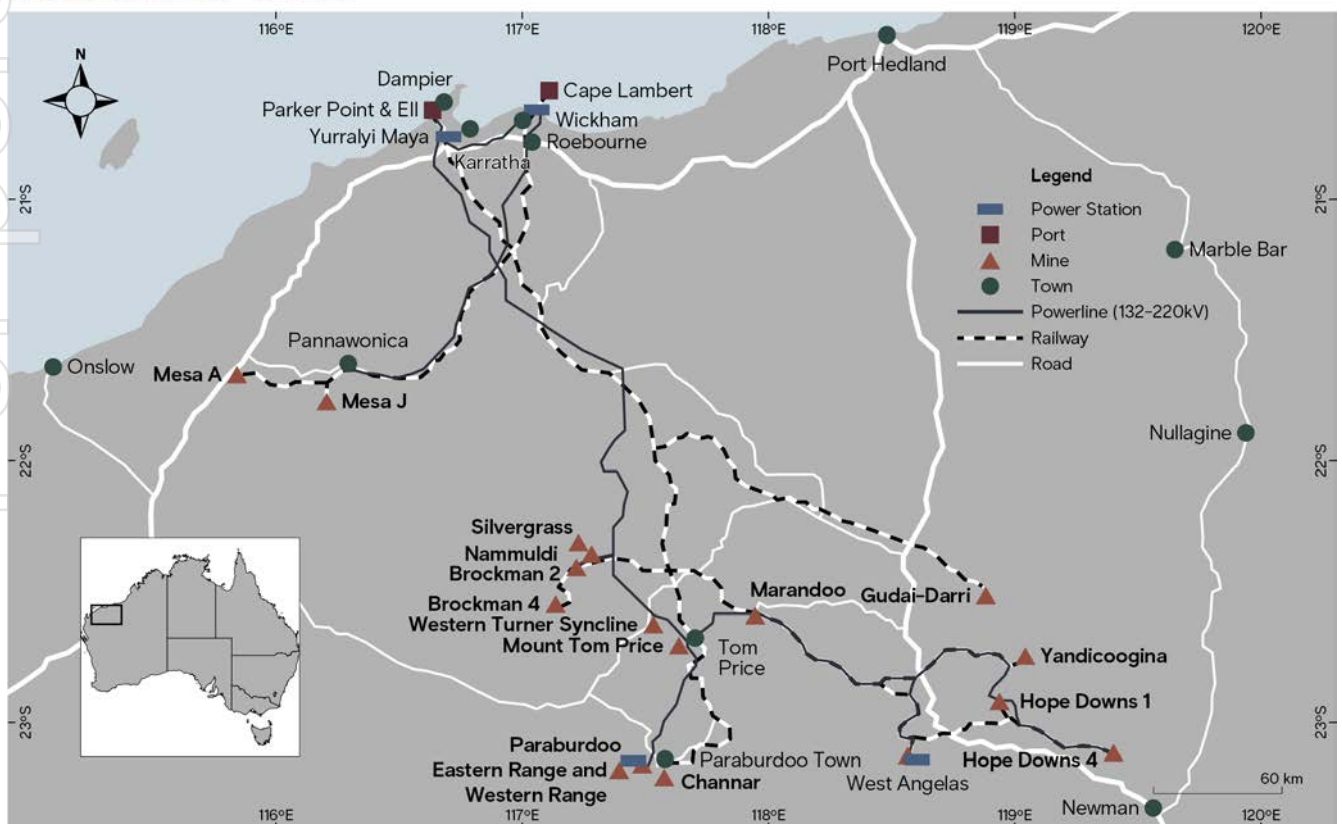 116°E
117°E
118°E
119°E
120°E
N
Port Hedland
Dampier
Cape Lambert
Parker Point & EII
Wickham
Yurralyi Maya
Roebourne
Karratha
Legend
Power Station
Port
Mine
Town
Powerline (132-220kV)
Railway
Road
21°S
21°S
Marble Bar
Pannawonica
Onslow
Mesa A
Mesa J
Nullagine
22°S
22°S
Silvergrass
Nammuldi
Brockman 2
Brockman 4
Western Turner Syncline
Mount Tom Price
Marandoo
Gudai-Darri
Tom
Price
Yandicoogina
Hope Downs 1
23°S
23°S
Paraburdoo
Eastern Range and
Western Range
Paraburdoo Town
Channar
West Angelas
Hope Downs 4
60 km
Newman
116°E
117°E
118°E
119°E
120°E